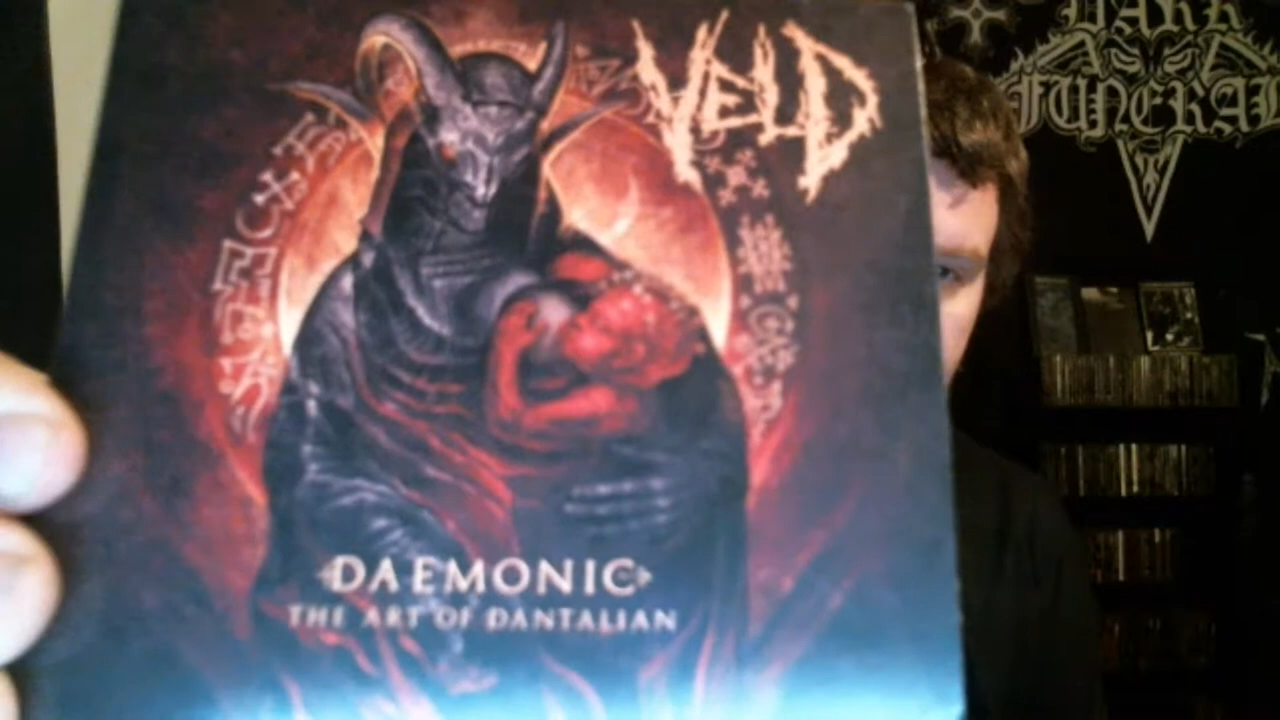 VELD
DAEMONIC
THE ART OF DANTALIAN
DARK
FUNERAL